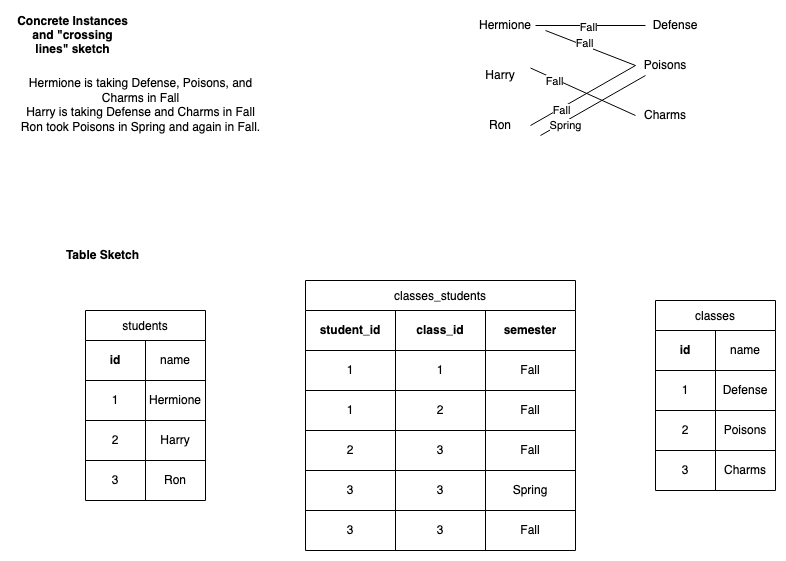 Concrete Instances
and "crossing
lines" sketch
Hermione is taking Defense, Poisons, and
Charms in Fall
Harry is taking Defense and Charms in Fall
Ron took Poisons in Spring and again in Fall.
Hermione Fall Defense
Fall
Harry Fall Poisons
Fall Charms
Ron Spring
Table Sketch
students
id name
1 Hermione
2 Harry
3 Ron
classes_students
student_id class_id semester
1 1 Fall
1 2 Fall
2 3 Fall
3 3 Spring
3 3 Fall
classes
id name
1 Defense
2 Poisons
3 Charms